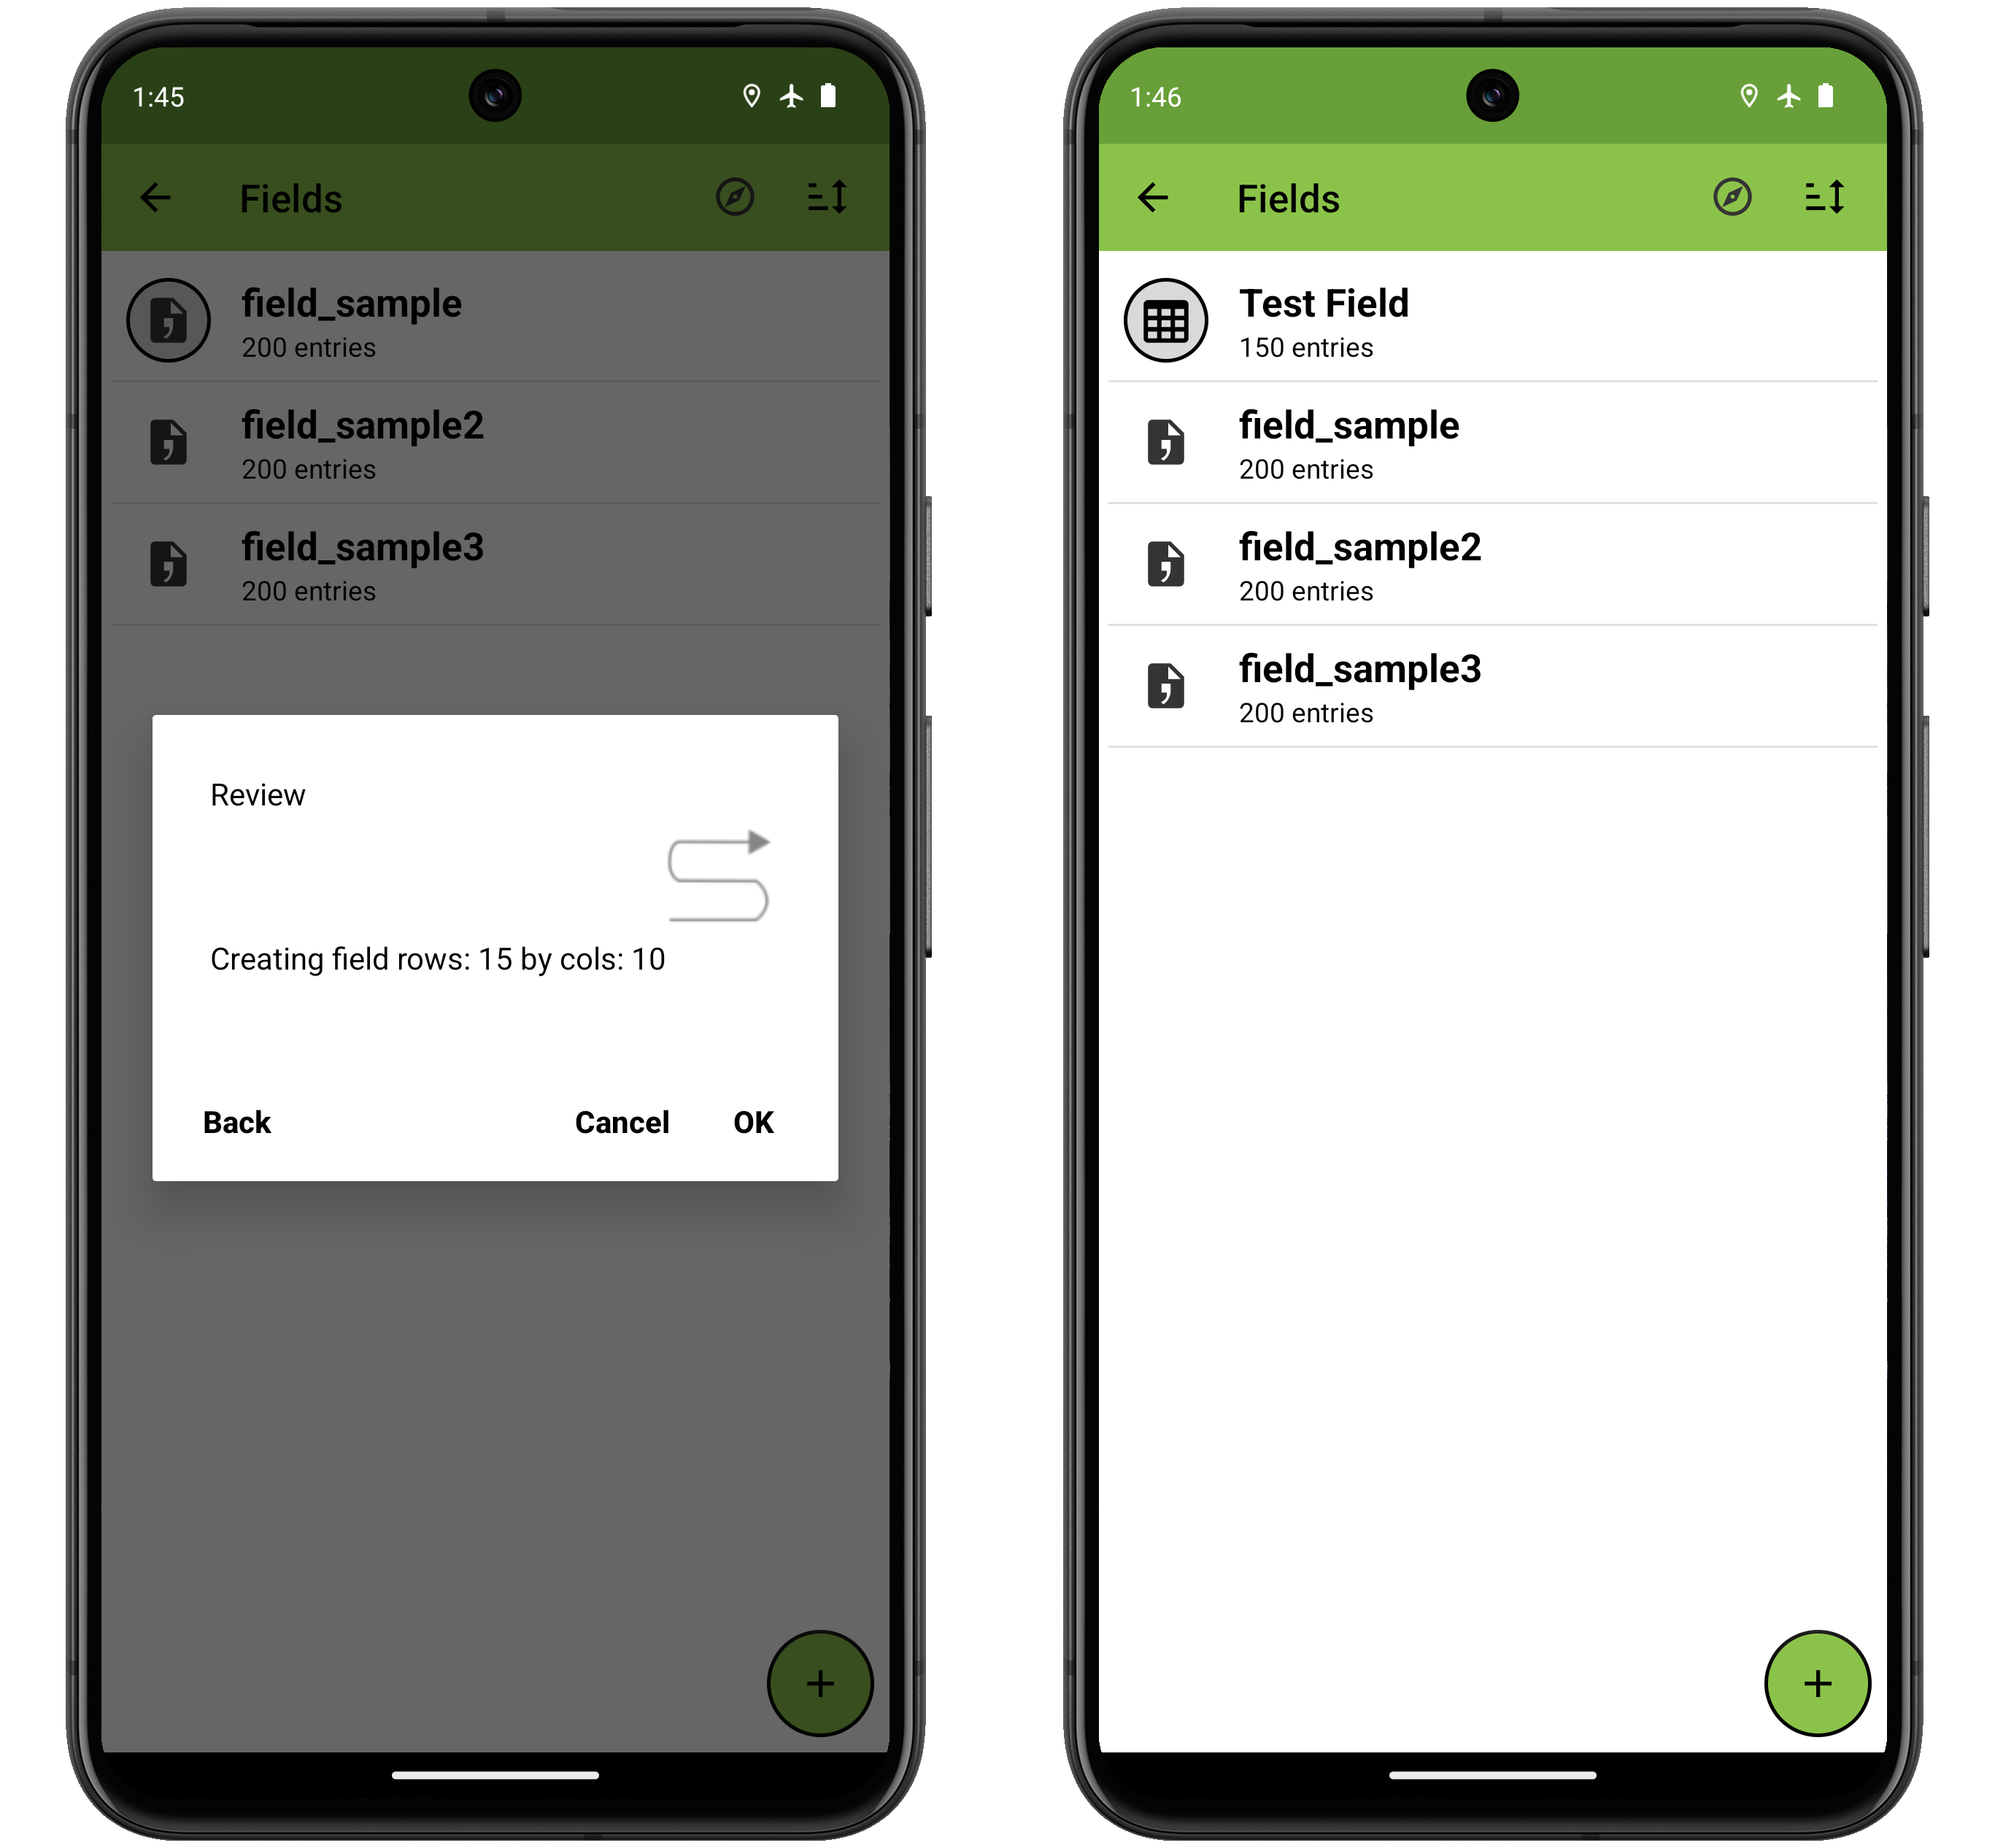 1:45
Fields
field_sample
200 entries
field_sample2
200 entries
field_sample3
200 entries
Review
Creating field rows: 15 by cols: 10
Back Cancel OK
1:46
Fields
Test Field
150 entries
field_sample
200 entries
field_sample2
200 entries
field_sample3
200 entries